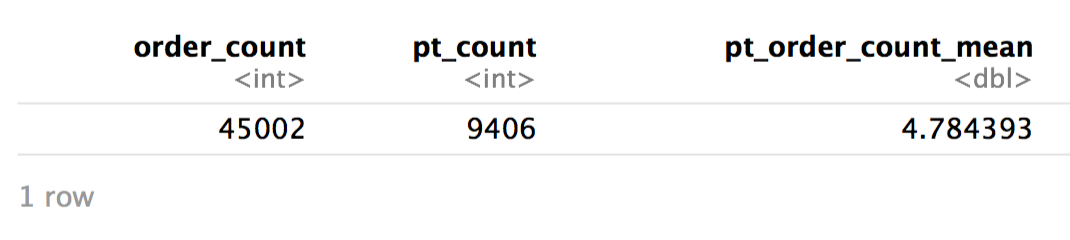 order_count pt_count pt_order_count_mean
<int> <int> <dbl>
45002 9406 4.784393
1 row